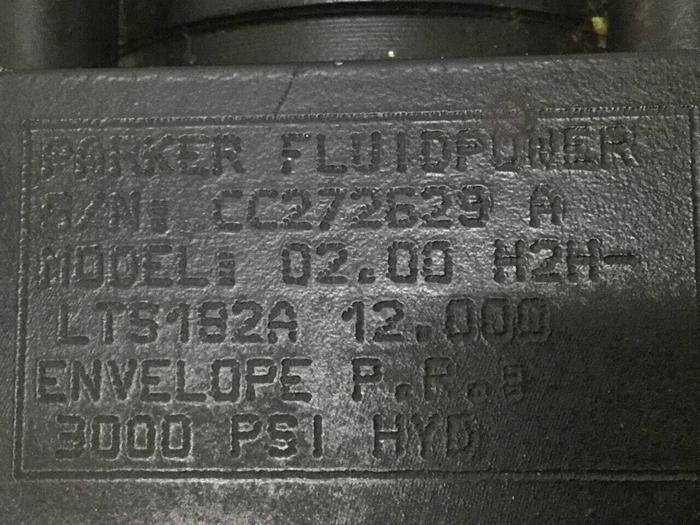 PARKER FLUIDPOWER
S/N: CC272629 A
MODEL: 02.00 H2H-
LTS182A 12.000
ENVELOPE P.R.:
3000 PSI HYD